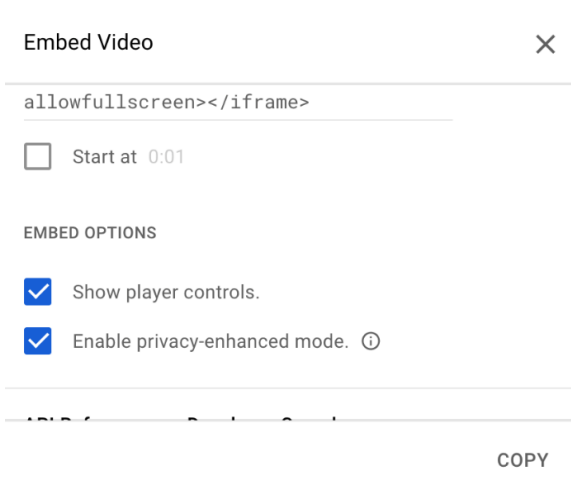 Embed Video
allowfullscreen></iframe>
Start at 0:01
EMBED OPTIONS
Show player controls.
Enable privacy-enhanced mode.
COPY